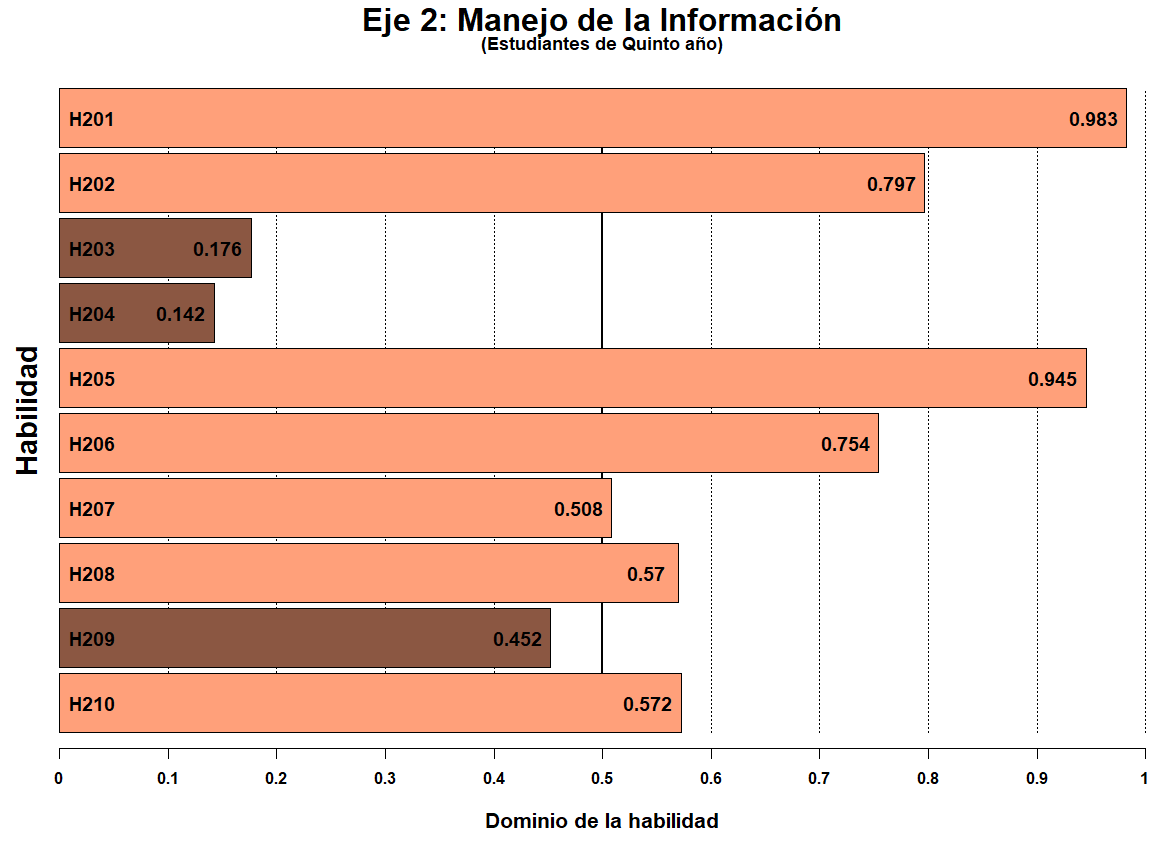 Eje 2: Manejo de la Información
(Estudiantes de Quinto año)
Habilidad
H201 0.983
H202 0.797
H203 0.176
H204 0.142
H205 0.945
H206 0.754
H207 0.508
H208 0.57
H209 0.452
H210 0.572
0 0.1 0.2 0.3 0.4 0.5 0.6 0.7 0.8 0.9 1
Dominio de la habilidad